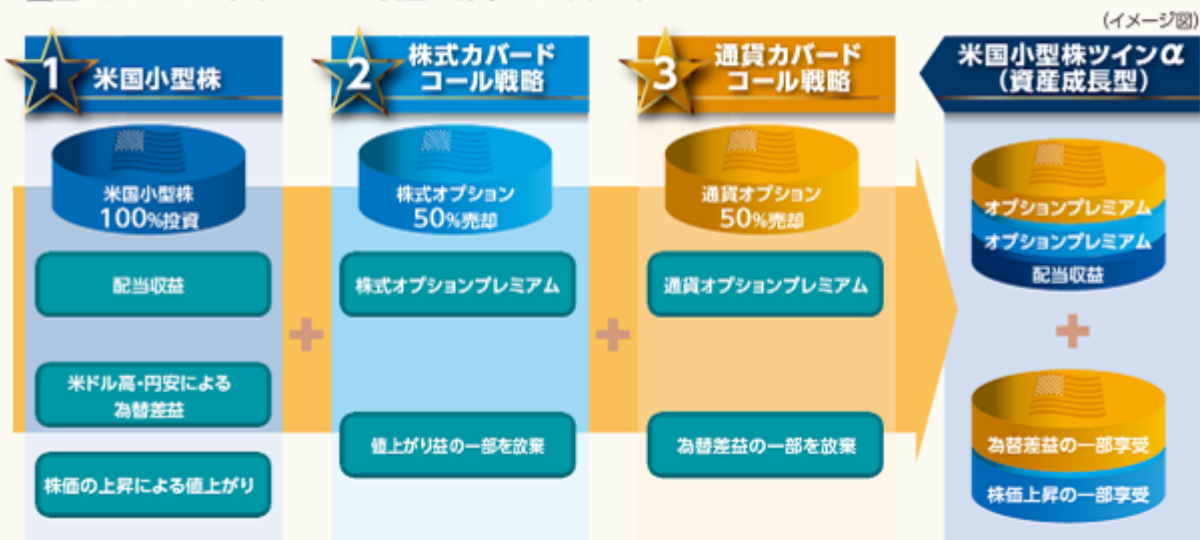 (イメージ図)
1 米国小型株
配当収益
米国小型株
100%投資
米ドル高・円安による
為替差益
株価の上昇による値上がり
2 株式カバード
コール戦略
株式オプション
50%売却
株式オプションプレミアム
値上がり益の一部を放棄
3 通貨カバード
コール戦略
通貨オプション
50%売却
通貨オプションプレミアム
為替差益の一部を放棄
米国小型株ツインα
(資産成長型)
オプションプレミアム
オプションプレミアム
配当収益
+
為替差益の一部享受
株価上昇の一部享受